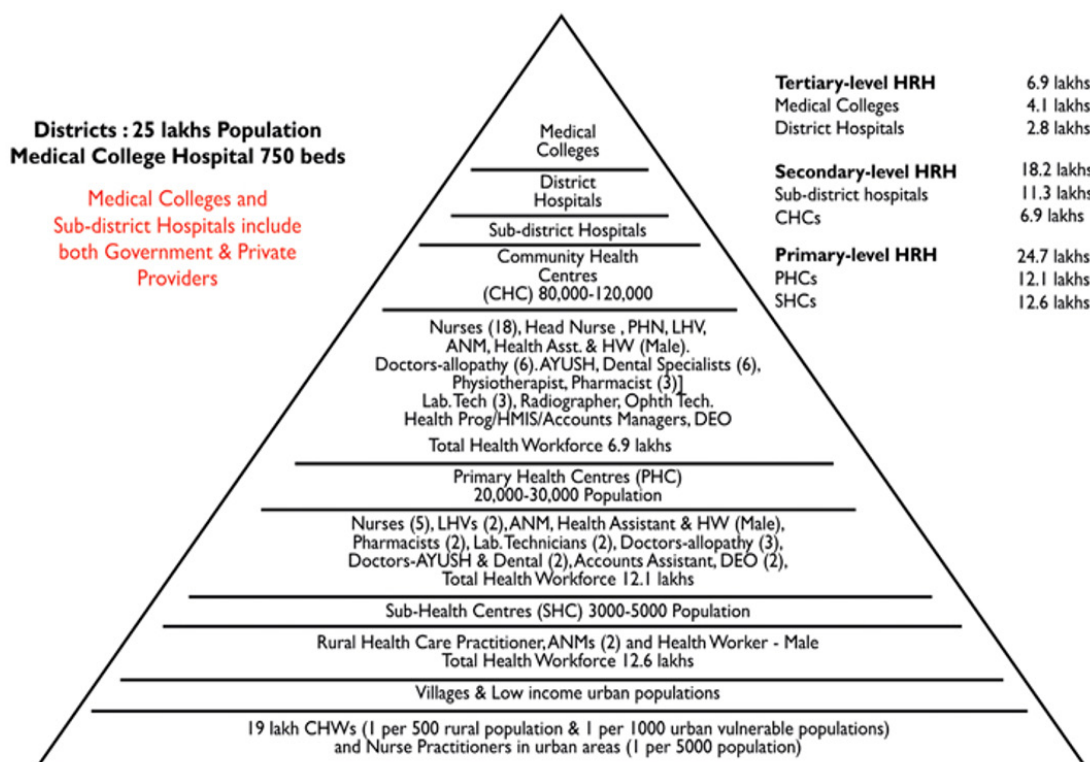 Districts : 25 lakhs Population
Medical College Hospital 750 beds
Medical Colleges and
Sub-district Hospitals include
both Government & Private
Providers
Medical
Colleges
District
Hospitals
Sub-district Hospitals
Community Health
Centres
(CHC) 80,000-120,000
Nurses (18), Head Nurse , PHN, LHV,
ANM, Health Asst. & HW (Male).
Doctors-allopathy (6). AYUSH, Dental Specialists (6),
Physiotherapist, Pharmacist (3)]
Lab. Tech (3), Radiographer, Ophth Tech.
Health Prog/HMIS/Accounts Managers, DEO
Total Health Workforce 6.9 lakhs
Primary Health Centres (PHC)
20,000-30,000 Population
Nurses (5), LHVs (2), ANM, Health Assistant & HW (Male),
Pharmacists (2), Lab. Technicians (2), Doctors-allopathy (3),
Doctors-AYUSH & Dental (2), Accounts Assistant, DEO (2),
Total Health Workforce 12.1 lakhs
Sub-Health Centres (SHC) 3000-5000 Population
Rural Health Care Practitioner, ANMs (2) and Health Worker - Male
Total Health Workforce 12.6 lakhs
Villages & Low income urban populations
19 lakh CHWs (1 per 500 rural population & 1 per 1000 urban vulnerable populations)
and Nurse Practitioners in urban areas (1 per 5000 population)
Tertiary-level HRH 6.9 lakhs
Medical Colleges 4.1 lakhs
District Hospitals 2.8 lakhs
Secondary-level HRH 18.2 lakhs
Sub-district hospitals 11.3 lakhs
CHCs 6.9 lakhs
Primary-level HRH 24.7 lakhs
PHCs 12.1 lakhs
SHCs 12.6 lakhs